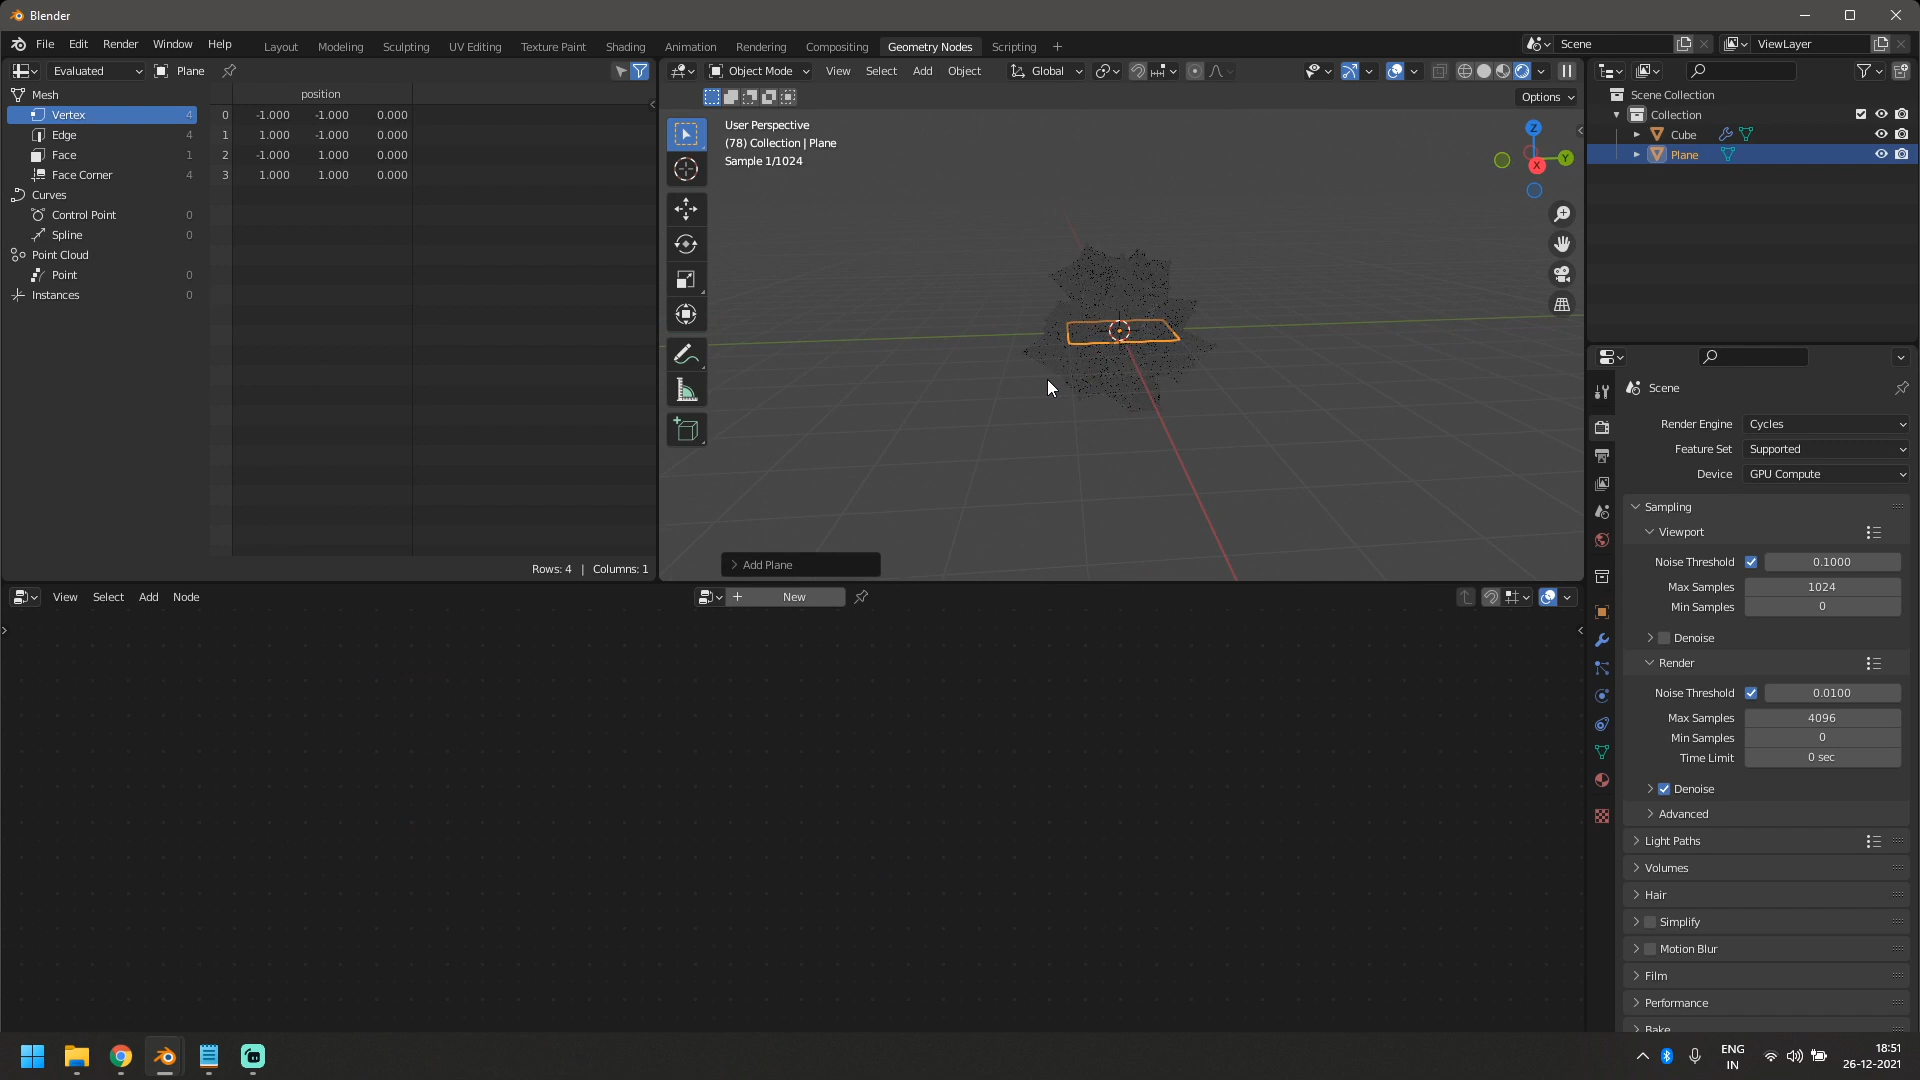 Blender
File Edit Render Window Help Layout Modeling Sculpting UV Editing Texture Paint Shading Animation Rendering Compositing Geometry Nodes Scripting + Scene ViewLayer
Evaluated Plane
Mesh
Vertex 4
Edge 4
Face 1
Face Corner 4
Curves
Control Point 0
Spline 0
Point Cloud
Point 0
Instances 0
position
0 -1.000 -1.000 0.000
1 1.000 -1.000 0.000
2 -1.000 1.000 0.000
3 1.000 1.000 0.000
Rows: 4 | Columns: 1
Object Mode View Select Add Object Global
Options
User Perspective
(78) Collection | Plane
Sample 1/1024
Z
Y
X
Add Plane
View Select Add Node
New
Scene Collection
Collection
Cube
Plane
Scene
Render Engine Cycles
Feature Set Supported
Device GPU Compute
Sampling
Viewport
Noise Threshold 0.1000
Max Samples 1024
Min Samples 0
Denoise
Render
Noise Threshold 0.0100
Max Samples 4096
Min Samples 0
Time Limit 0 sec
Denoise
Advanced
Light Paths
Volumes
Hair
Simplify
Motion Blur
Film
Performance
Bake
ENG
IN
18:51
26-12-2021